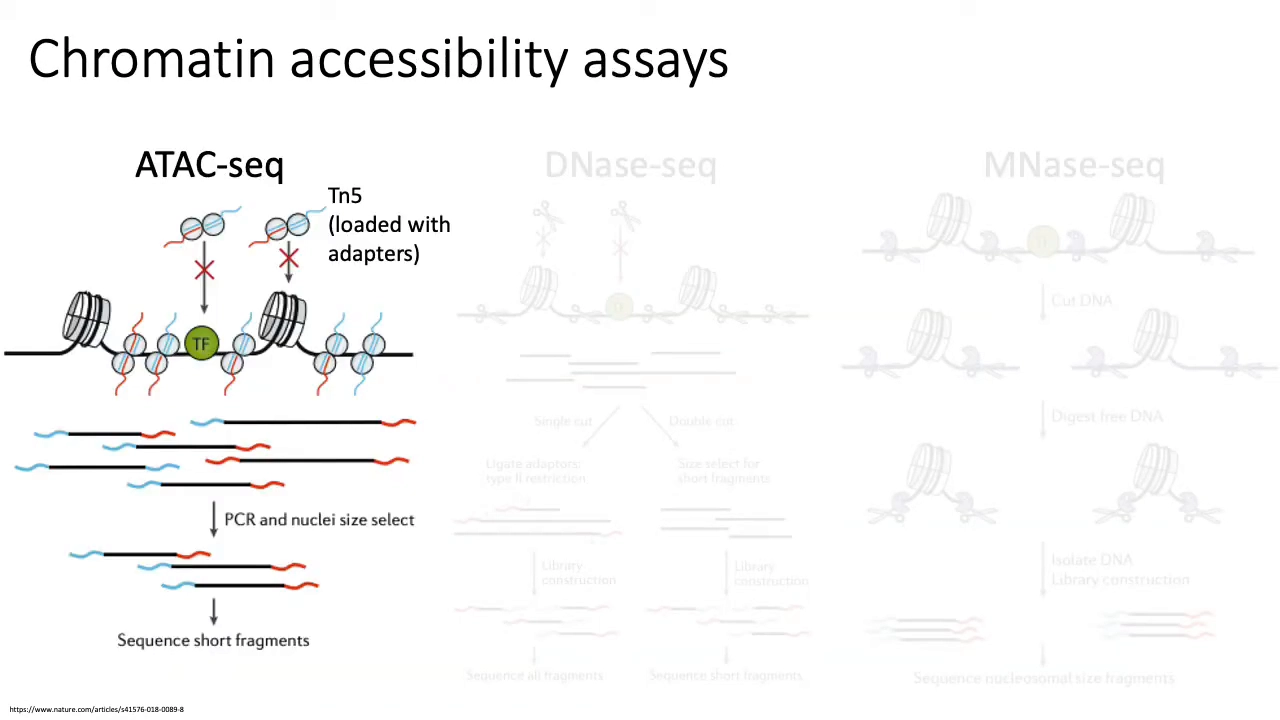 Chromatin accessibility assays
ATAC-seq
Tn5
(loaded with
adapters)
TF
PCR and nuclei size select
Sequence short fragments
DNase-seq
Single cut
Double cut
Ligate adaptors:
type II restriction
Size select for
short fragments
Library
construction
Library
construction
Sequence all fragments
Sequence short fragments
MNase-seq
Cut DNA
Digest free DNA
Isolate DNA
Library construction
Sequence nucleosomal size fragments
https://www.nature.com/articles/s41576-018-0089-8